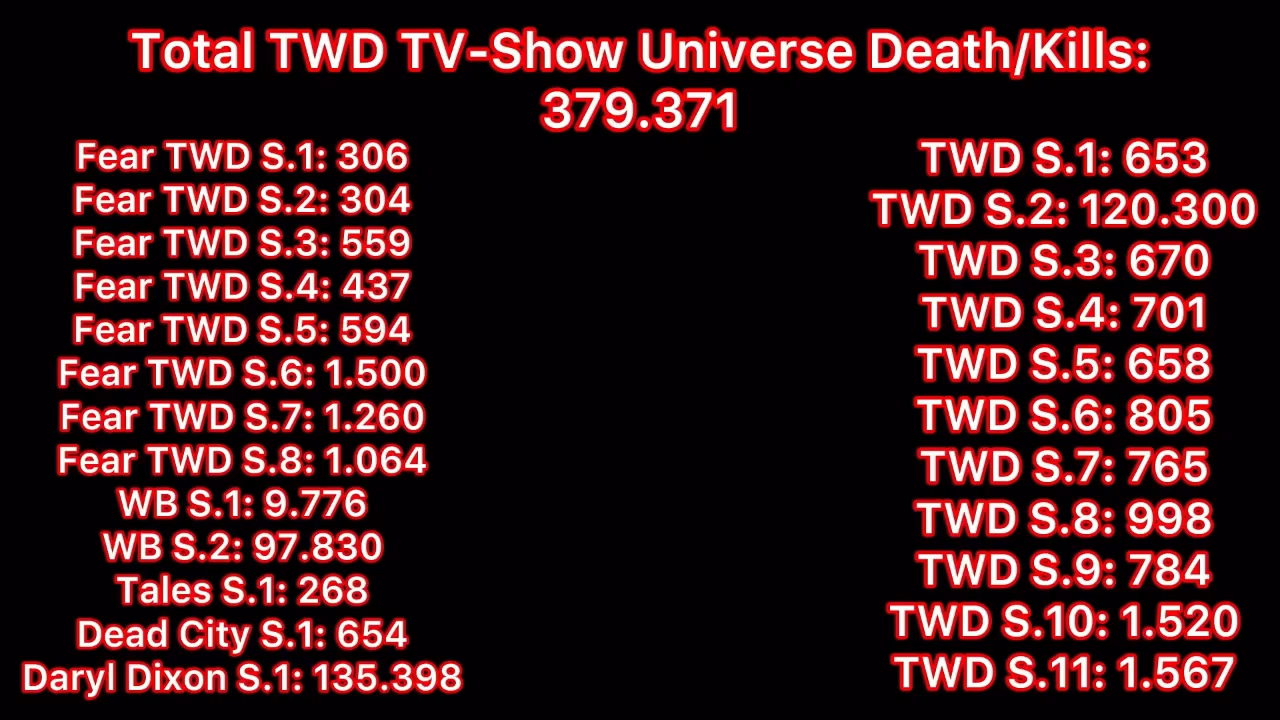 Total TWD TV-Show Universe Death/Kills:
379.371
Fear TWD S.1: 306
Fear TWD S.2: 304
Fear TWD S.3: 559
Fear TWD S.4: 437
Fear TWD S.5: 594
Fear TWD S.6: 1.500
Fear TWD S.7: 1.260
Fear TWD S.8: 1.064
WB S.1: 9.776
WB S.2: 97.830
Tales S.1: 268
Dead City S.1: 654
Daryl Dixon S.1: 135.398
TWD S.1: 653
TWD S.2: 120.300
TWD S.3: 670
TWD S.4: 701
TWD S.5: 658
TWD S.6: 805
TWD S.7: 765
TWD S.8: 998
TWD S.9: 784
TWD S.10: 1.520
TWD S.11: 1.567